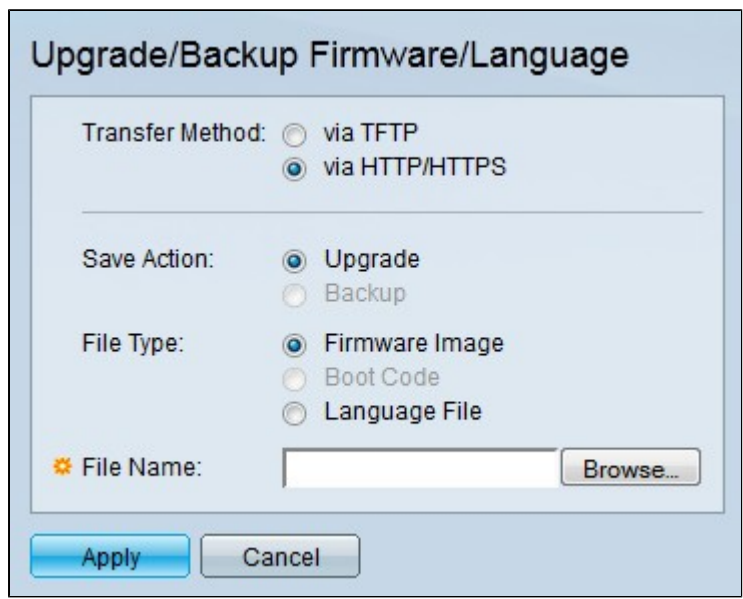 Upgrade/Backup Firmware/Language
Transfer Method: via TFTP
via HTTP/HTTPS
Save Action: Upgrade
Backup
File Type: Firmware Image
Boot Code
Language File
File Name: Browse...
Apply Cancel